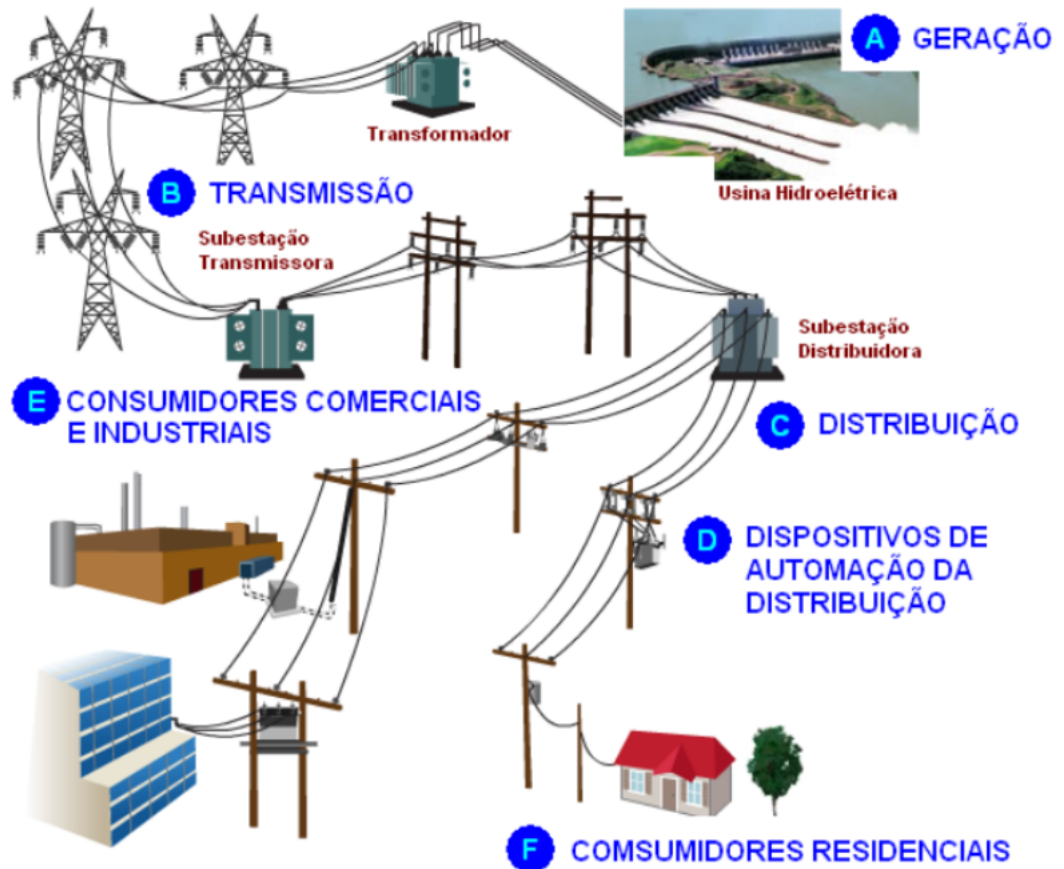 A GERAÇÃO
Transformador
Usina Hidroelétrica
B TRANSMISSÃO
Subestação
Transmissora
Subestação
Distribuidora
E CONSUMIDORES COMERCIAIS
E INDUSTRIAIS
C DISTRIBUIÇÃO
D DISPOSITIVOS DE
AUTOMAÇÃO DA
DISTRIBUIÇÃO
F COMSUMIDORES RESIDENCIAIS